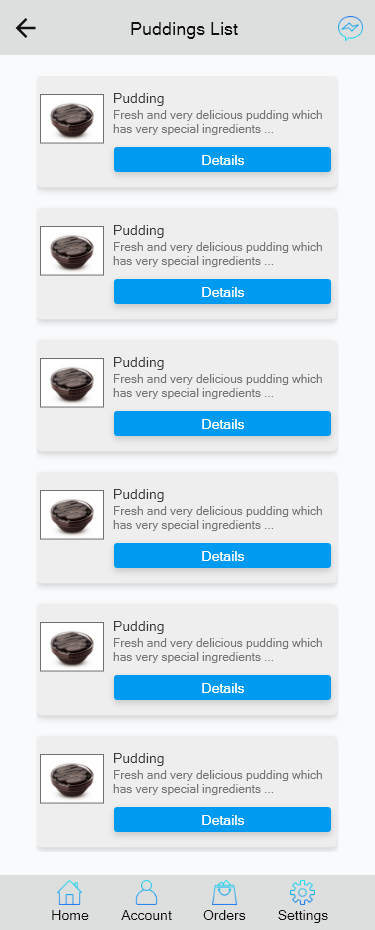 Puddings List
Pudding
Fresh and very delicious pudding which
has very special ingredients ...
Details
Pudding
Fresh and very delicious pudding which
has very special ingredients ...
Details
Pudding
Fresh and very delicious pudding which
has very special ingredients ...
Details
Pudding
Fresh and very delicious pudding which
has very special ingredients ...
Details
Pudding
Fresh and very delicious pudding which
has very special ingredients ...
Details
Pudding
Fresh and very delicious pudding which
has very special ingredients ...
Details
Home Account Orders Settings